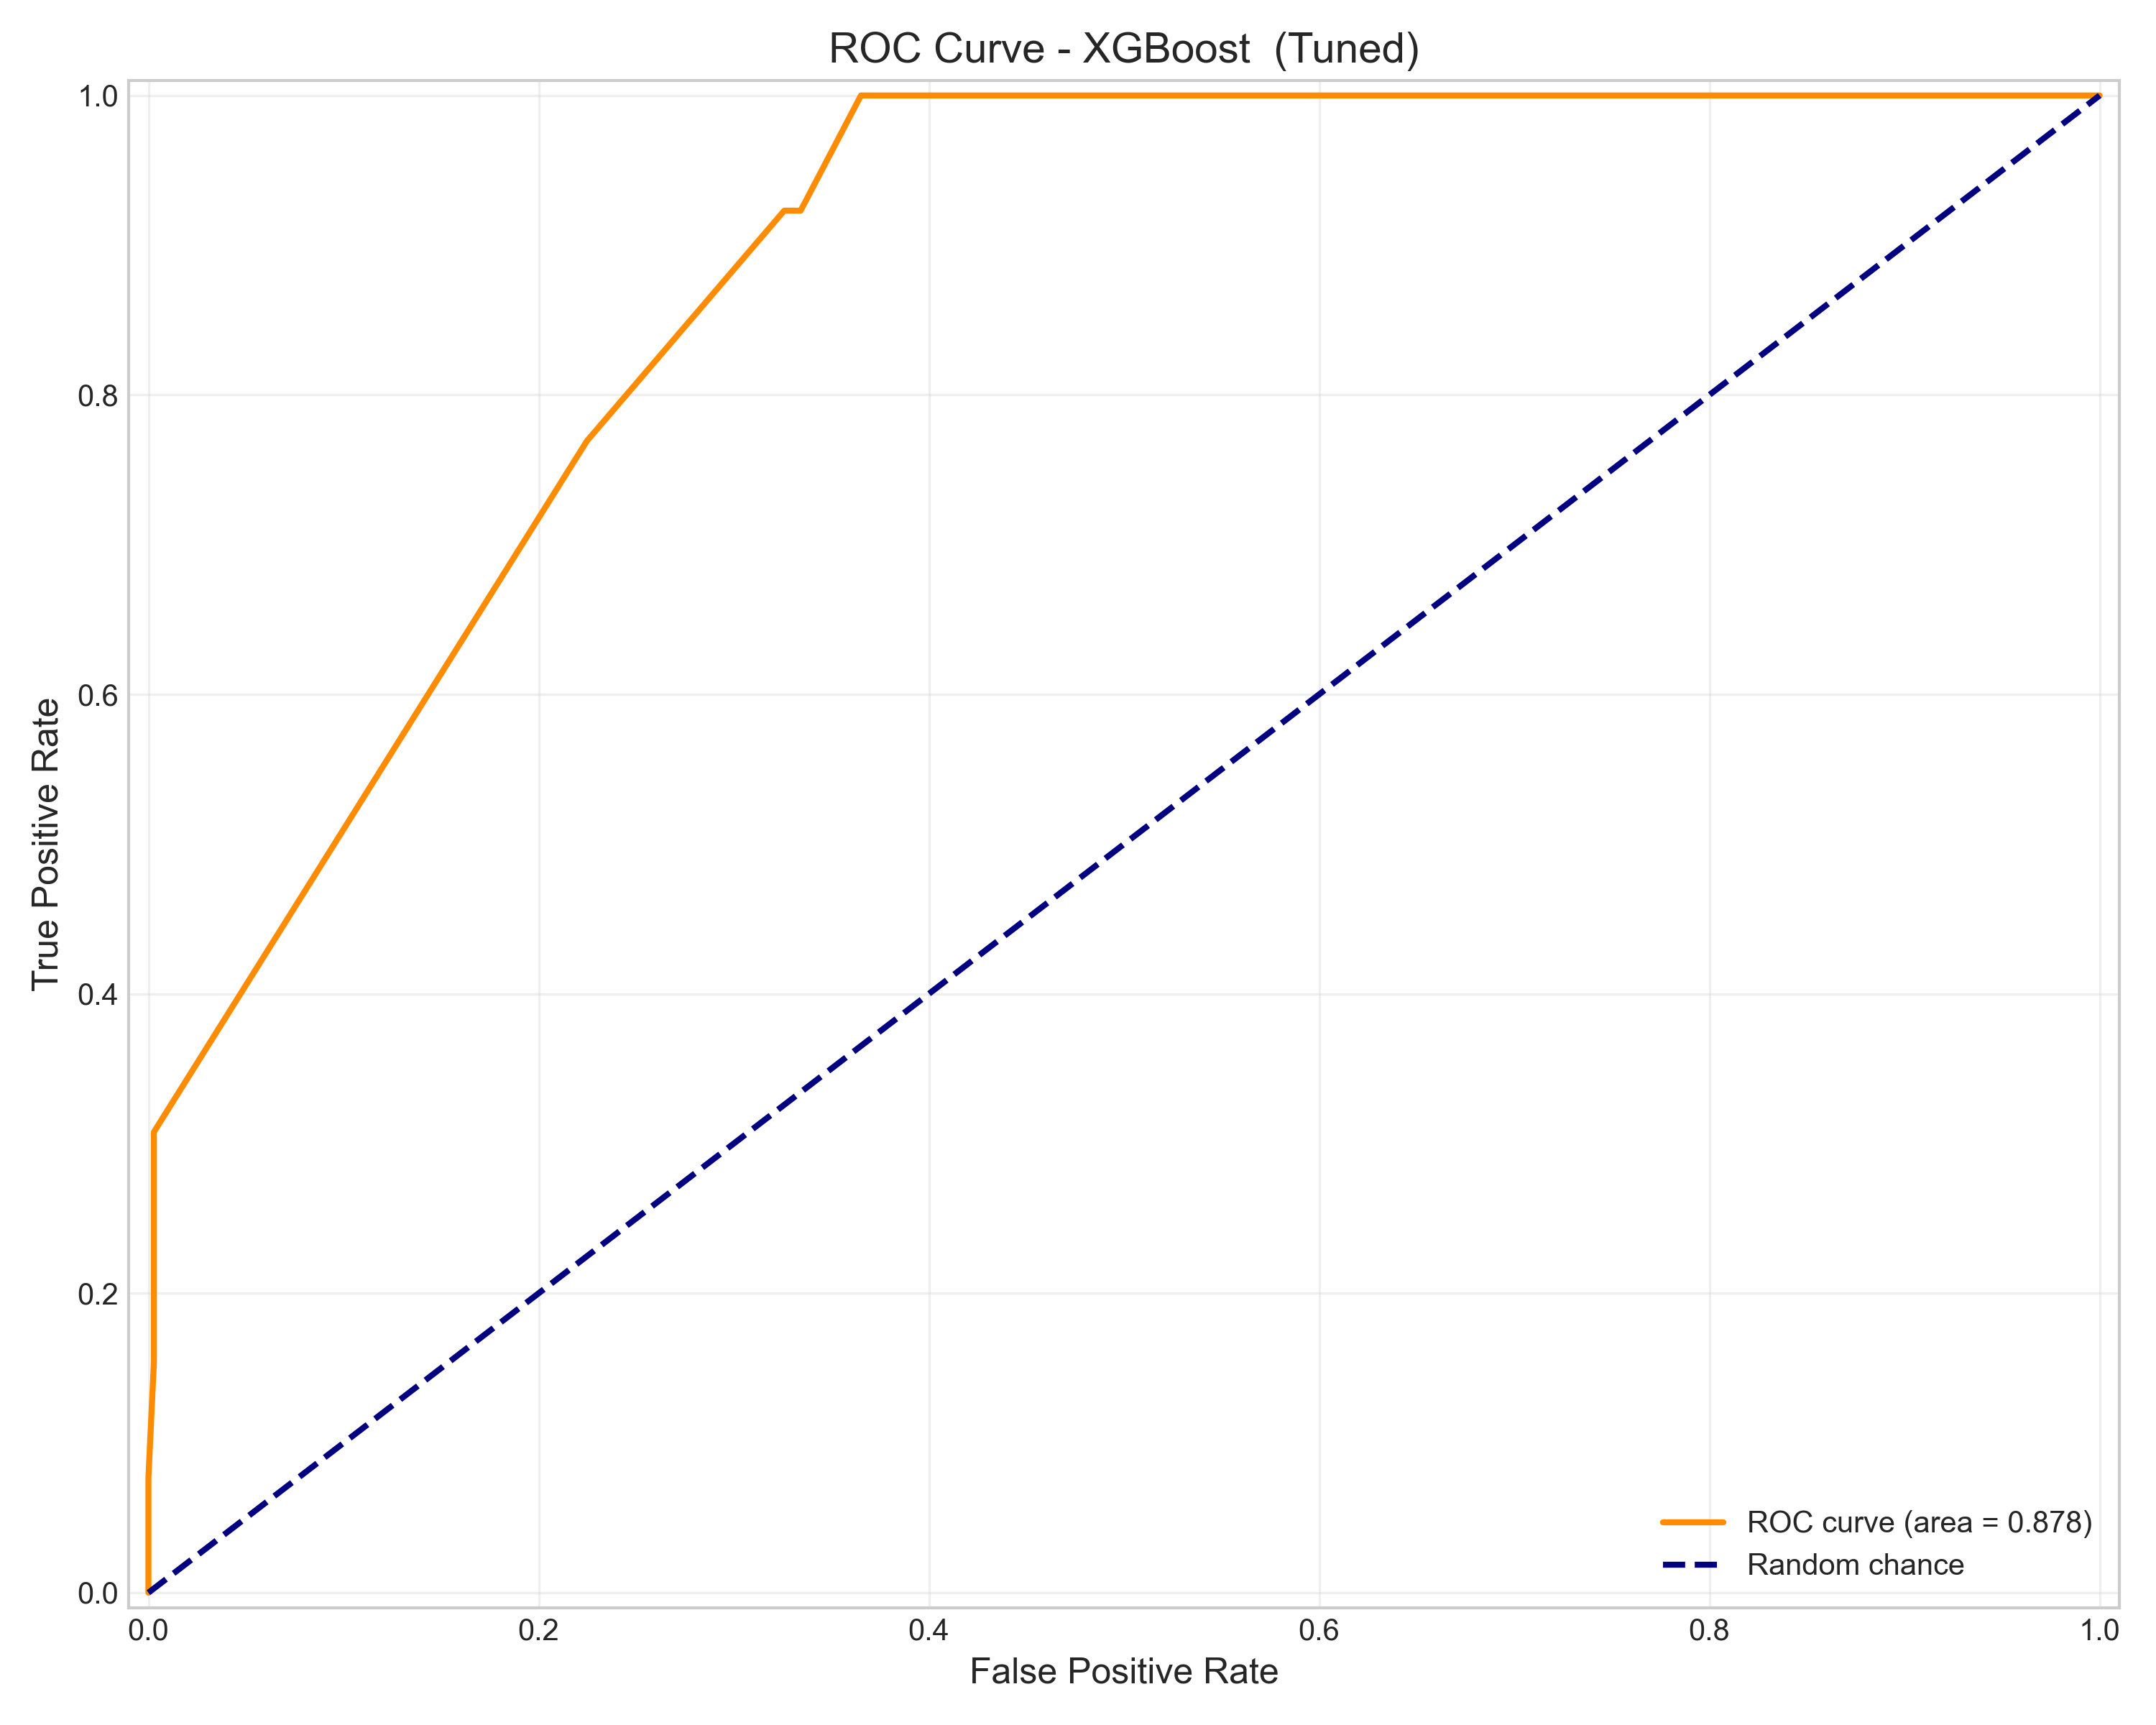 ROC Curve - XGBoost  (Tuned)
1.0
0.8
0.6
0.4
0.2
0.0
True Positive Rate
0.0 0.2 0.4 0.6 0.8 1.0
False Positive Rate
ROC curve (area = 0.878)
Random chance